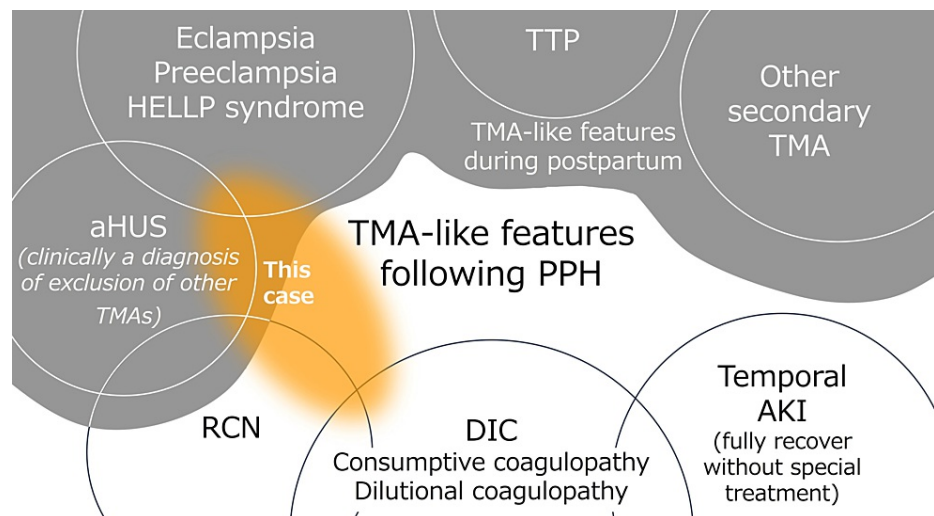 Eclampsia
Preeclampsia
HELLP syndrome
TTP
Other
secondary
TMA
TMA-like features
during postpartum
aHUS
(clinically a diagnosis
of exclusion of other
TMAs)
This
case
TMA-like features
following PPH
RCN
DIC
Consumptive coagulopathy
Dilutional coagulopathy
Temporal
AKI
(fully recover
without special
treatment)